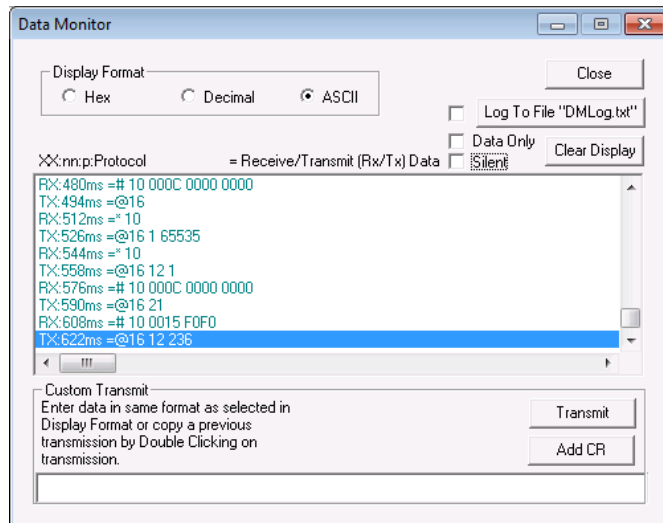 Data Monitor
Display Format
Hex
Decimal
ASCII
Close
Log To File "DMLog.txt"
Data Only
Silent
Clear Display
XX:nn:p:Protocol = Receive/Transmit (Rx/Tx) Data
RX:480ms =# 10 000C 0000 0000
TX:494ms =@16
RX:512ms =* 10
TX:526ms =@16 1 65535
RX:544ms =* 10
TX:558ms =@16 12 1
RX:576ms =# 10 000C 0000 0000
TX:590ms =@16 21
RX:608ms =# 10 0015 F0F0
TX:622ms =@16 12 236
Custom Transmit
Enter data in same format as selected in
Display Format or copy a previous
transmission by Double Clicking on
transmission.
Transmit
Add CR